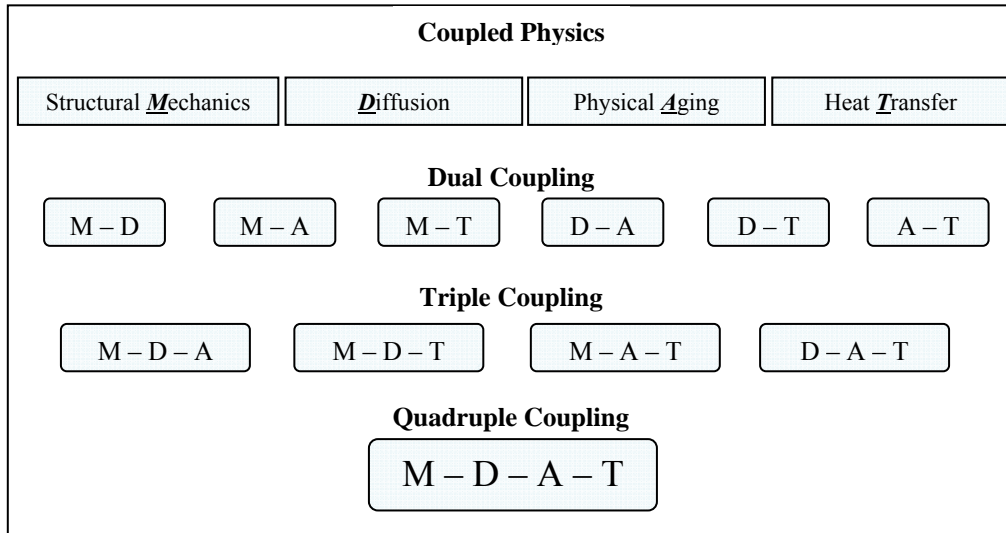 Coupled Physics
Structural Mechanics Diffusion Physical Aging Heat Transfer
Dual Coupling
M – D M – A M – T D – A D – T A – T
Triple Coupling
M – D – A M – D – T M – A – T D – A – T
Quadruple Coupling
M – D – A – T